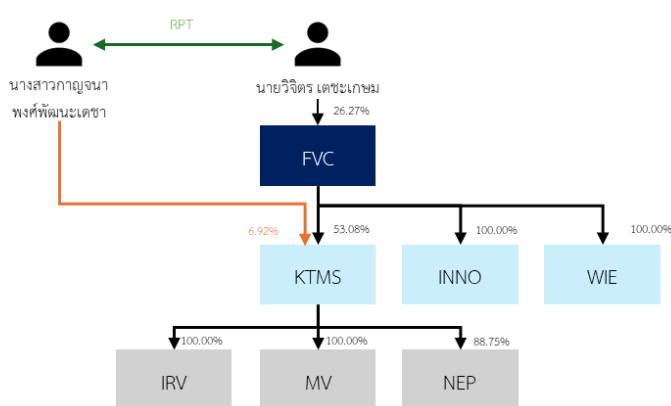 RPT
นางสาวกาญจนา
พงศ์พัฒนะเดชา
นายวิจิตร เตชะเกษม
26.27%
FVC
6.92%
53.08%
100.00%
100.00%
KTMS
INNO
WIE
100.00%
100.00%
88.75%
IRV
MV
NEP